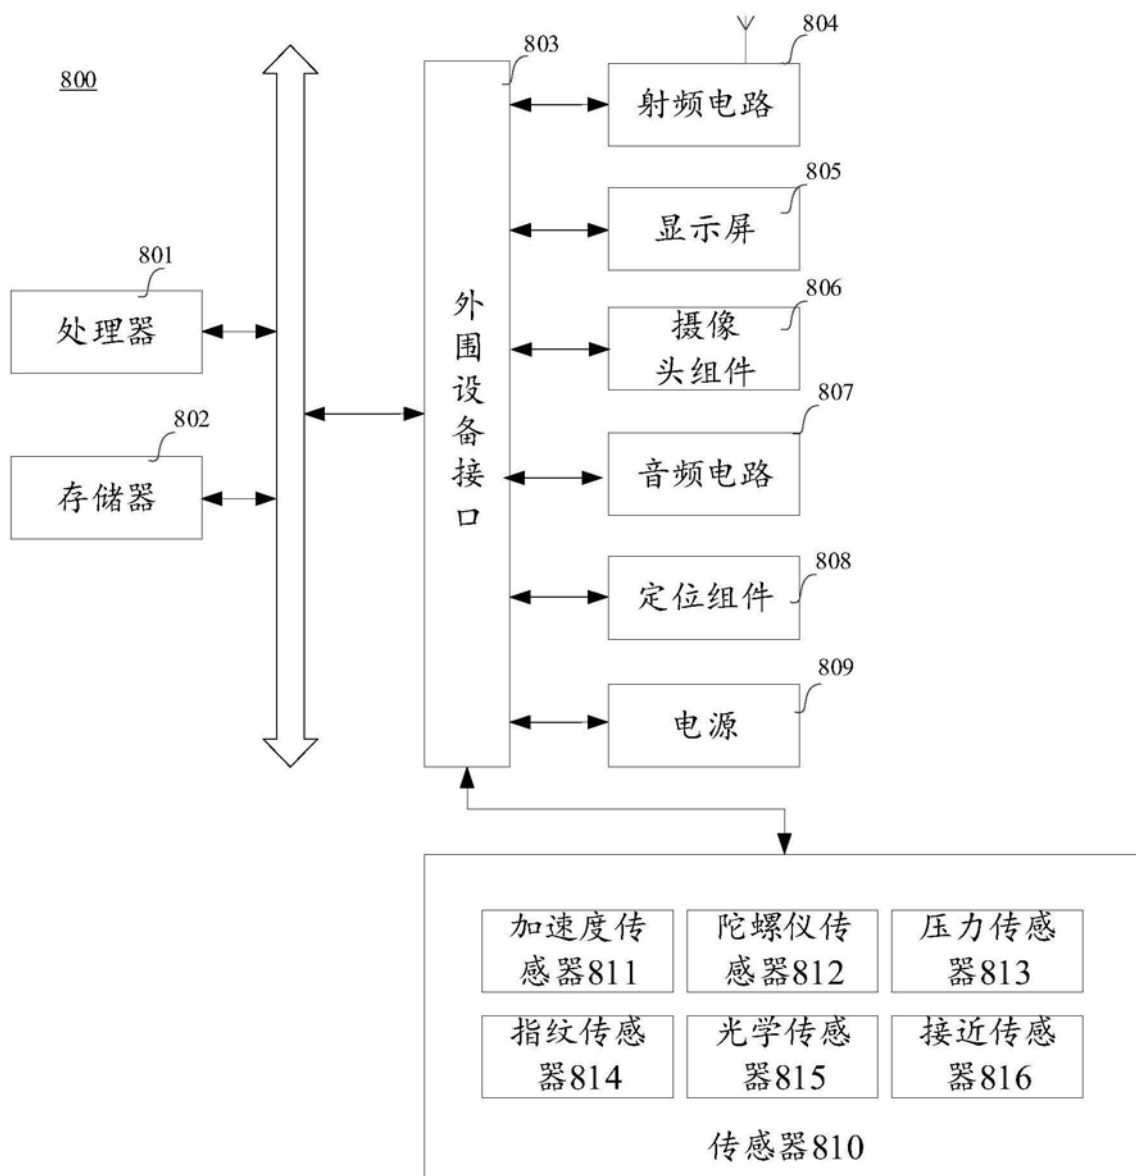 800
801
处理器
802
存储器
803
外围设备接口
804
射频电路
805
显示屏
806
摄像
头组件
807
音频电路
808
定位组件
809
电源
加速度传
感器811
陀螺仪传
感器812
压力传感
器813
指纹传感
器814
光学传感
器815
接近传感
器816
传感器810